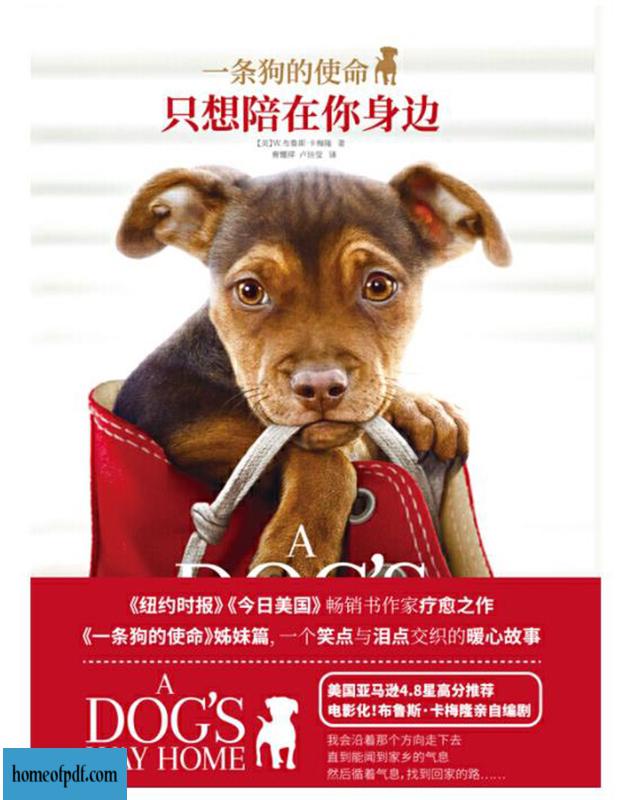 一条狗的使命
只想陪在你身边
【美】W.布鲁斯·卡梅隆 著
A
DOG'S
《纽约时报》《今日美国》畅销书作家疗愈之作
《一条狗的使命》姊妹篇,一个笑点与泪点交织的暖心故事
A
DOG'S
WAY HOME
美国亚马逊4.8星高分推荐
电影化!布鲁斯·卡梅隆亲自编剧
我会沿着那个方向走下去
直到能闻到家乡的气息
然后循着气息,找到回家的路……
homeofpdf.com